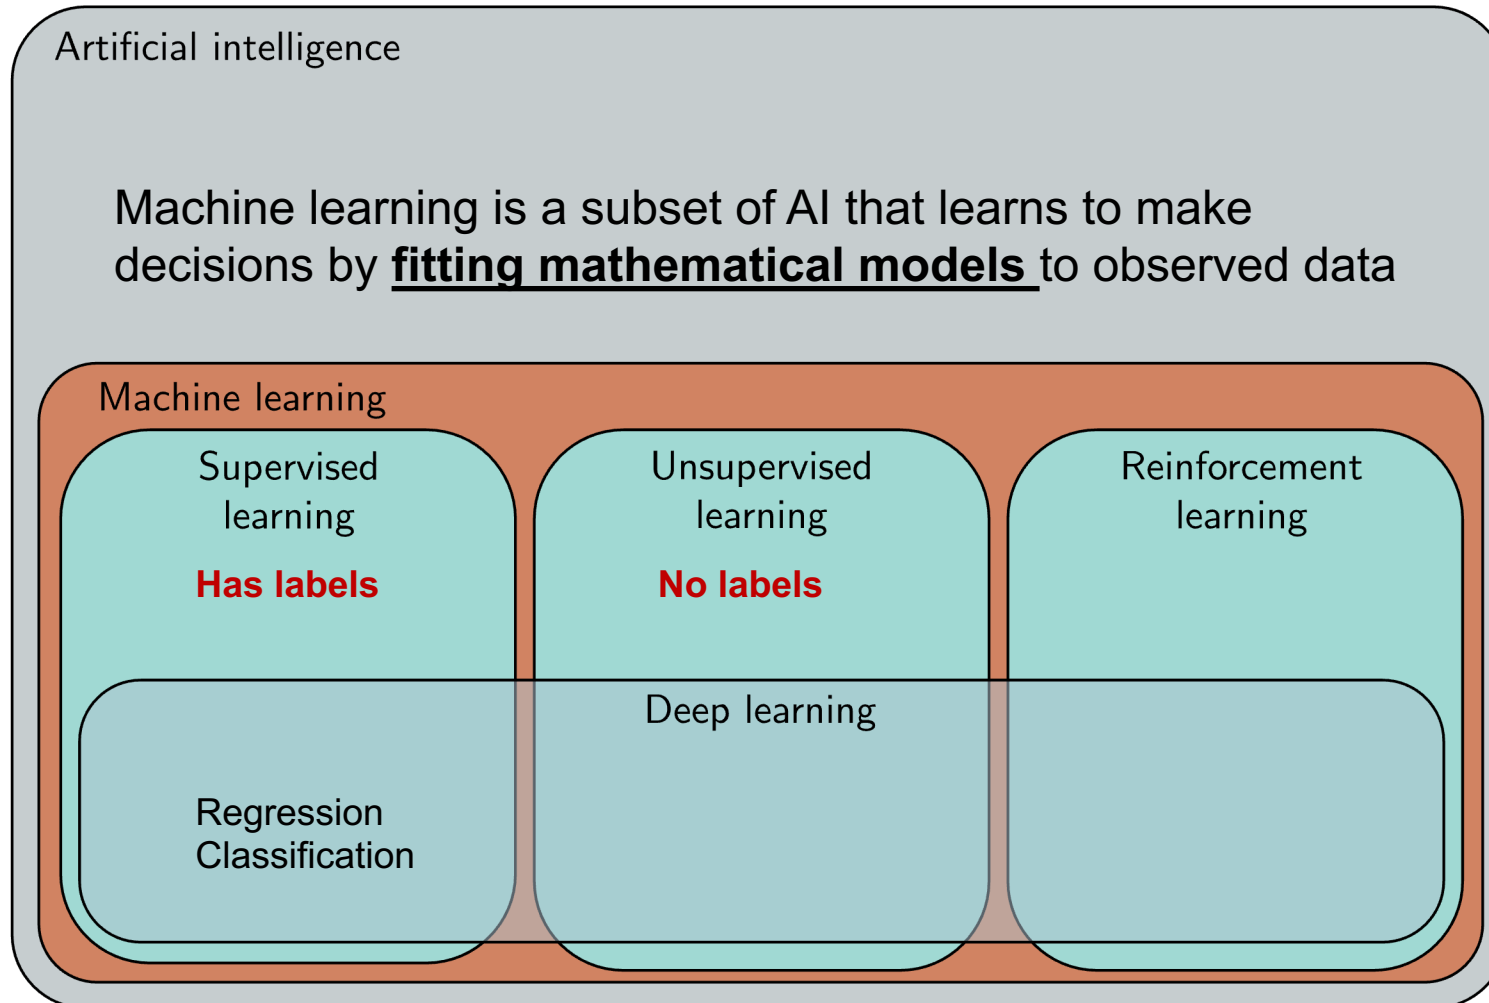 Artificial intelligence
Machine learning is a subset of AI that learns to make
decisions by fitting mathematical models to observed data
Machine learning
Supervised
learning
Has labels
Unsupervised
learning
No labels
Reinforcement
learning
Deep learning
Regression
Classification